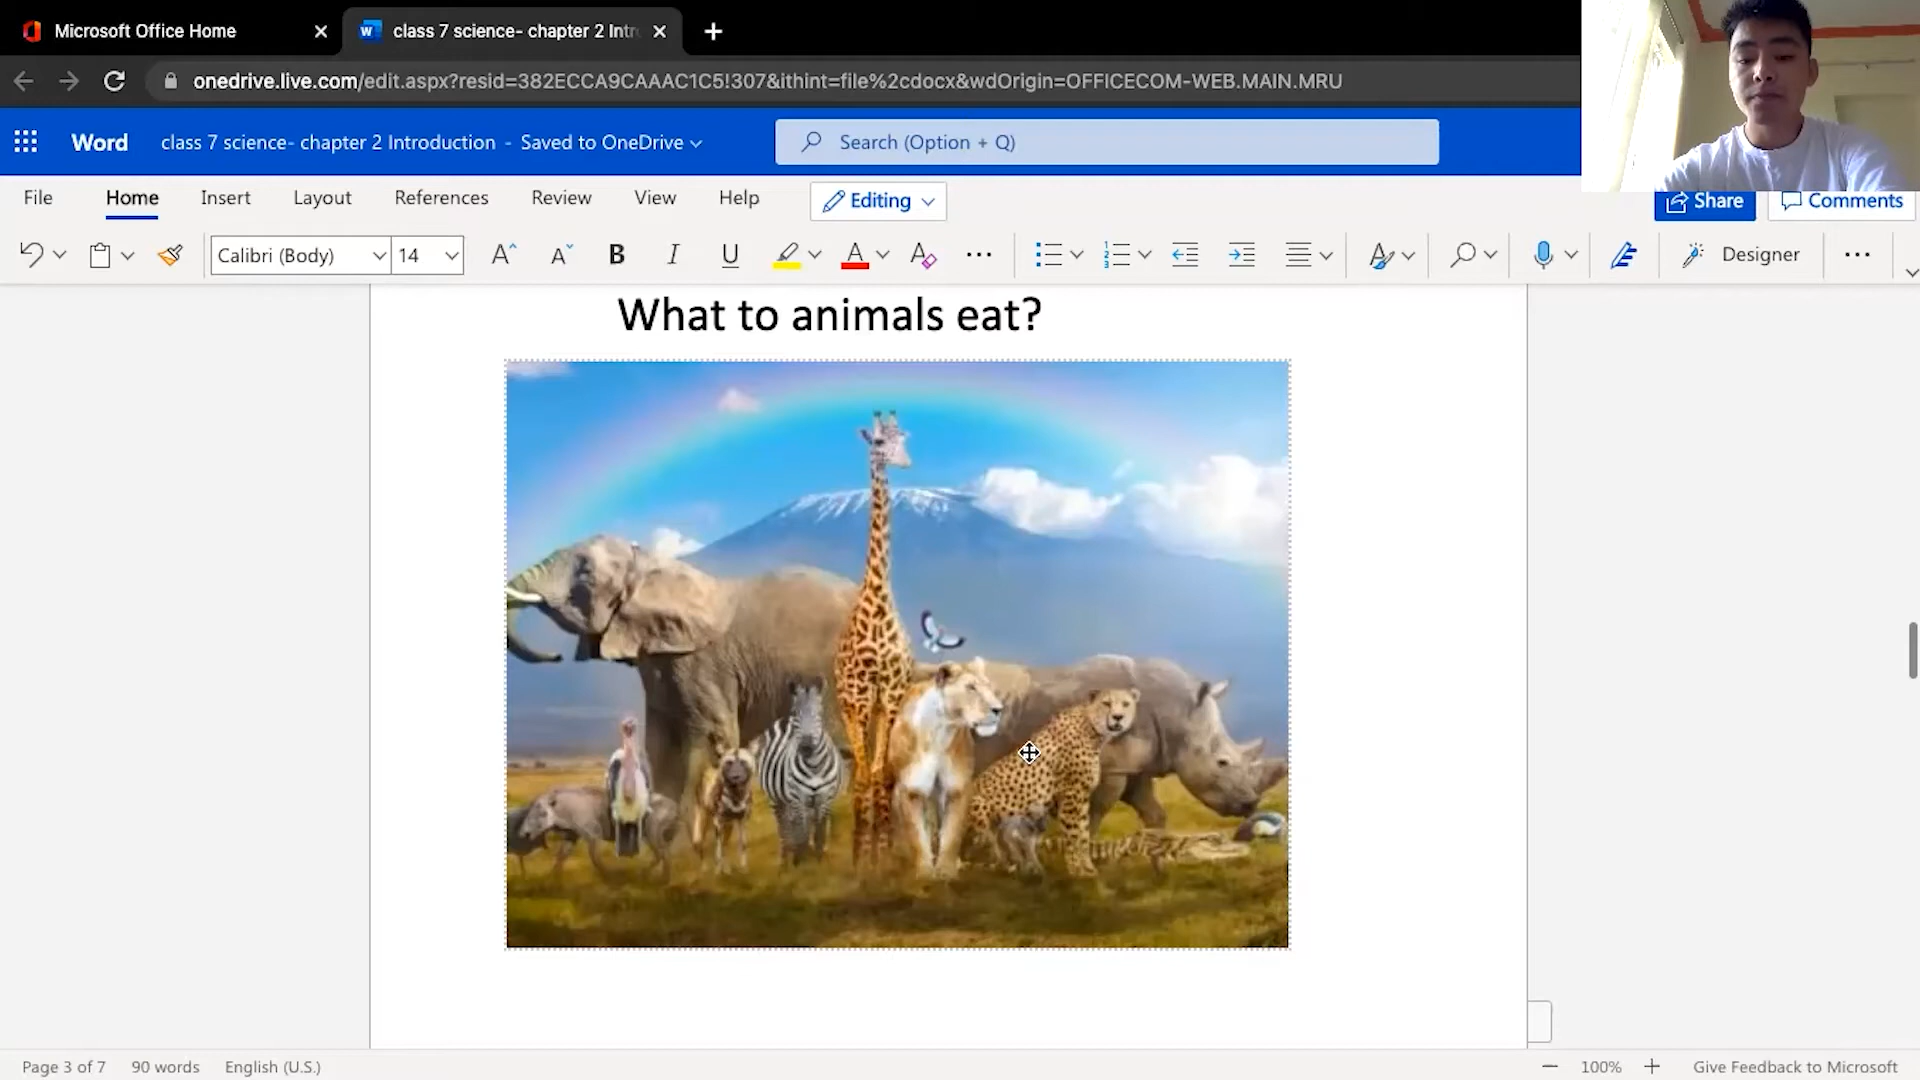 Microsoft Office Home
class 7 science- chapter 2 Intr
onedrive.live.com/edit.aspx?resid=382ECCA9CAAAC1C5!307&ithint=file%2cdocx&wdOrigin=OFFICECOM-WEB.MAIN.MRU
Word class 7 science- chapter 2 Introduction - Saved to OneDrive Search (Option + Q)
File Home Insert Layout References Review View Help Editing Share Comments
Calibri (Body) 14 A A B I U A A Designer
What to animals eat?
Page 3 of 7 90 words English (U.S.) 100% Give Feedback to Microsoft